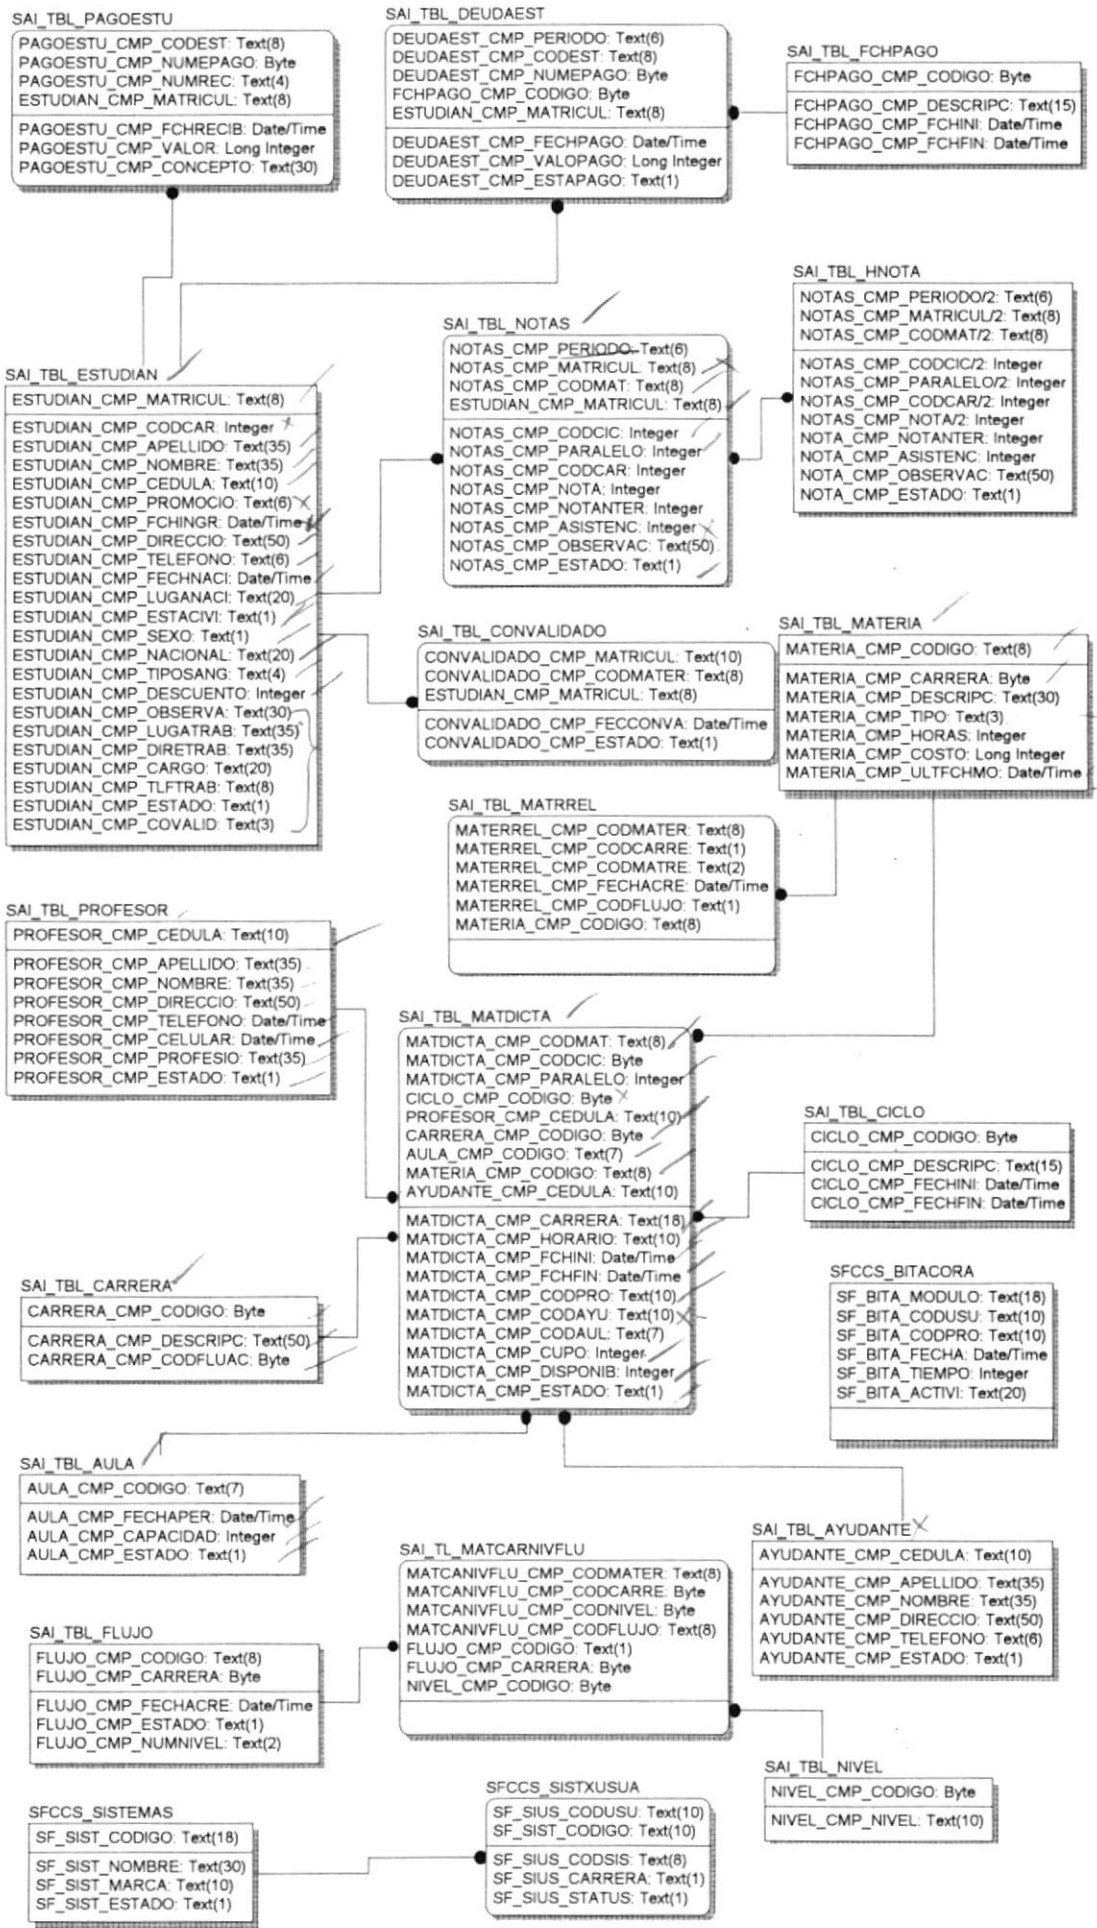 SAI_TBL_PAGOESTU
PAGOESTU_CMP_CODEST: Text(8)
PAGOESTU_CMP_NUMEPAGO: Byte
PAGOESTU_CMP_NUMREC: Text(4)
ESTUDIAN_CMP_MATRICUL: Text(8)
PAGOESTU_CMP_FCHRECIB: Date/Time
PAGOESTU_CMP_VALOR: Long Integer
PAGOESTU_CMP_CONCEPTO: Text(30)
SAI_TBL_DEUDAEST
DEUDAEST_CMP_PERIODO: Text(6)
DEUDAEST_CMP_CODEST: Text(8)
DEUDAEST_CMP_NUMEPAGO: Byte
FCHPAGO_CMP_CODIGO: Byte
ESTUDIAN_CMP_MATRICUL: Text(8)
DEUDAEST_CMP_FECHPAGO: Date/Time
DEUDAEST_CMP_VALOPAGO: Long Integer
DEUDAEST_CMP_ESTAPAGO: Text(1)
SAI_TBL_FCHPAGO
FCHPAGO_CMP_CODIGO: Byte
FCHPAGO_CMP_DESCRIPC: Text(15)
FCHPAGO_CMP_FCHINI: Date/Time
FCHPAGO_CMP_FCHFIN: Date/Time
SAI_TBL_ESTUDIAN
ESTUDIAN_CMP_MATRICUL: Text(8)
ESTUDIAN_CMP_CODCAR: Integer
ESTUDIAN_CMP_APELLIDO: Text(35)
ESTUDIAN_CMP_NOMBRE: Text(35)
ESTUDIAN_CMP_CEDULA: Text(10)
ESTUDIAN_CMP_PROMOCIO: Text(6)
ESTUDIAN_CMP_FCHINGR: Date/Time
ESTUDIAN_CMP_DIRECCIO: Text(50)
ESTUDIAN_CMP_TELEFONO: Text(6)
ESTUDIAN_CMP_FECHNACI: Date/Time
ESTUDIAN_CMP_LUGANACI: Text(20)
ESTUDIAN_CMP_ESTACIVI: Text(1)
ESTUDIAN_CMP_SEXO: Text(1)
ESTUDIAN_CMP_NACIONAL: Text(20)
ESTUDIAN_CMP_TIPOSANG: Text(4)
ESTUDIAN_CMP_DESCUENTO: Integer
ESTUDIAN_CMP_OBSERVA: Text(30)
ESTUDIAN_CMP_LUGATRAB: Text(35)
ESTUDIAN_CMP_DIRETRAB: Text(35)
ESTUDIAN_CMP_CARGO: Text(20)
ESTUDIAN_CMP_TLFTRAB: Text(8)
ESTUDIAN_CMP_ESTADO: Text(1)
ESTUDIAN_CMP_COVALID: Text(3)
SAI_TBL_NOTAS
NOTAS_CMP_PERIODO: Text(6)
NOTAS_CMP_MATRICUL: Text(8)
NOTAS_CMP_CODMAT: Text(8)
ESTUDIAN_CMP_MATRICUL: Text(8)
NOTAS_CMP_CODCIC: Integer
NOTAS_CMP_PARALELO: Integer
NOTAS_CMP_CODCAR: Integer
NOTAS_CMP_NOTA: Integer
NOTAS_CMP_NOTANTER: Integer
NOTAS_CMP_ASISTENC: Integer
NOTAS_CMP_OBSERVAC: Text(50)
NOTAS_CMP_ESTADO: Text(1)
SAI_TBL_HNOTA
NOTAS_CMP_PERIODO/2: Text(6)
NOTAS_CMP_MATRICUL/2: Text(8)
NOTAS_CMP_CODMAT/2: Text(8)
NOTAS_CMP_CODCIC/2: Integer
NOTAS_CMP_PARALELO/2: Integer
NOTAS_CMP_CODCAR/2: Integer
NOTAS_CMP_NOTA/2: Integer
NOTA_CMP_NOTANTER: Integer
NOTA_CMP_ASISTENC: Integer
NOTA_CMP_OBSERVAC: Text(50)
NOTA_CMP_ESTADO: Text(1)
SAI_TBL_CONVALIDADO
CONVALIDADO_CMP_MATRICUL: Text(10)
CONVALIDADO_CMP_CODMATER: Text(8)
ESTUDIAN_CMP_MATRICUL: Text(8)
CONVALIDADO_CMP_FECCONVA: Date/Time
CONVALIDADO_CMP_ESTADO: Text(1)
SAI_TBL_MATERIA
MATERIA_CMP_CODIGO: Text(8)
MATERIA_CMP_CARRERA: Byte
MATERIA_CMP_DESCRIPC: Text(30)
MATERIA_CMP_TIPO: Text(3)
MATERIA_CMP_HORAS: Integer
MATERIA_CMP_COSTO: Long Integer
MATERIA_CMP_ULTFCHMO: Date/Time
SAI_TBL_MATRREL
MATERREL_CMP_CODMATER: Text(8)
MATERREL_CMP_CODCARRE: Text(1)
MATERREL_CMP_CODMATRE: Text(2)
MATERREL_CMP_FECHACRE: Date/Time
MATERREL_CMP_CODFLUJO: Text(1)
MATERIA_CMP_CODIGO: Text(8)
SAI_TBL_PROFESOR
PROFESOR_CMP_CEDULA: Text(10)
PROFESOR_CMP_APELLIDO: Text(35)
PROFESOR_CMP_NOMBRE: Text(35)
PROFESOR_CMP_DIRECCIO: Text(50)
PROFESOR_CMP_TELEFONO: Date/Time
PROFESOR_CMP_CELULAR: Date/Time
PROFESOR_CMP_PROFESIO: Text(35)
PROFESOR_CMP_ESTADO: Text(1)
SAI_TBL_MATDICTA
MATDICTA_CMP_CODMAT: Text(8)
MATDICTA_CMP_CODCIC: Byte
MATDICTA_CMP_PARALELO: Integer
CICLO_CMP_CODIGO: Byte
PROFESOR_CMP_CEDULA: Text(10)
CARRERA_CMP_CODIGO: Byte
AULA_CMP_CODIGO: Text(7)
MATERIA_CMP_CODIGO: Text(8)
AYUDANTE_CMP_CEDULA: Text(10)
MATDICTA_CMP_CARRERA: Text(18)
MATDICTA_CMP_HORARIO: Text(10)
MATDICTA_CMP_FCHINI: Date/Time
MATDICTA_CMP_FCHFIN: Date/Time
MATDICTA_CMP_CODPRO: Text(10)
MATDICTA_CMP_CODAYU: Text(10)
MATDICTA_CMP_CODAUL: Text(7)
MATDICTA_CMP_CUPO: Integer
MATDICTA_CMP_DISPONIB: Integer
MATDICTA_CMP_ESTADO: Text(1)
SAI_TBL_CICLO
CICLO_CMP_CODIGO: Byte
CICLO_CMP_DESCRIPC: Text(15)
CICLO_CMP_FECHINI: Date/Time
CICLO_CMP_FECHFIN: Date/Time
SAI_TBL_CARRERA
CARRERA_CMP_CODIGO: Byte
CARRERA_CMP_DESCRIPC: Text(50)
CARRERA_CMP_CODFLUAC: Byte
SFCCS_BITACORA
SF_BITA_MODULO: Text(18)
SF_BITA_CODUSU: Text(10)
SF_BITA_CODPRO: Text(10)
SF_BITA_FECHA: Date/Time
SF_BITA_TIEMPO: Integer
SF_BITA_ACTIVI: Text(20)
SAI_TBL_AULA
AULA_CMP_CODIGO: Text(7)
AULA_CMP_FECHAPER: Date/Time
AULA_CMP_CAPACIDAD: Integer
AULA_CMP_ESTADO: Text(1)
SAI_TL_MATCARNIVFLU
MATCANIVFLU_CMP_CODMATER: Text(8)
MATCANIVFLU_CMP_CODCARRE: Byte
MATCANIVFLU_CMP_CODNIVEL: Byte
MATCANIVFLU_CMP_CODFLUJO: Text(8)
FLUJO_CMP_CODIGO: Text(1)
FLUJO_CMP_CARRERA: Byte
NIVEL_CMP_CODIGO: Byte
SAI_TBL_AYUDANTE
AYUDANTE_CMP_CEDULA: Text(10)
AYUDANTE_CMP_APELLIDO: Text(35)
AYUDANTE_CMP_NOMBRE: Text(35)
AYUDANTE_CMP_DIRECCIO: Text(50)
AYUDANTE_CMP_TELEFONO: Text(6)
AYUDANTE_CMP_ESTADO: Text(1)
SAI_TBL_FLUJO
FLUJO_CMP_CODIGO: Text(8)
FLUJO_CMP_CARRERA: Byte
FLUJO_CMP_FECHACRE: Date/Time
FLUJO_CMP_ESTADO: Text(1)
FLUJO_CMP_NUMNIVEL: Text(2)
SAI_TBL_NIVEL
NIVEL_CMP_CODIGO: Byte
NIVEL_CMP_NIVEL: Text(10)
SFCCS_SISTEMAS
SF_SIST_CODIGO: Text(18)
SF_SIST_NOMBRE: Text(30)
SF_SIST_MARCA: Text(10)
SF_SIST_ESTADO: Text(1)
SFCCS_SISTXUSUA
SF_SIUS_CODUSU: Text(10)
SF_SIST_CODIGO: Text(10)
SF_SIUS_CODSIS: Text(8)
SF_SIUS_CARRERA: Text(1)
SF_SIUS_STATUS: Text(1)